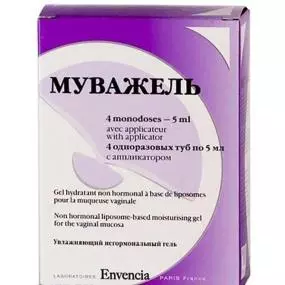 МУВАЖЕЛЬ
4 monodoses – 5 ml
avec applicateur
with applicator
4 одноразовых туб по 5 мл
с аппликатором
Gel hydratant non hormonal à base de liposomes
pour la muqueuse vaginale
Non hormonal liposome-based moisturising gel
for the vaginal mucosa
Увлажняющий негормональный гель
LABORATOIRES Envencia PARIS France